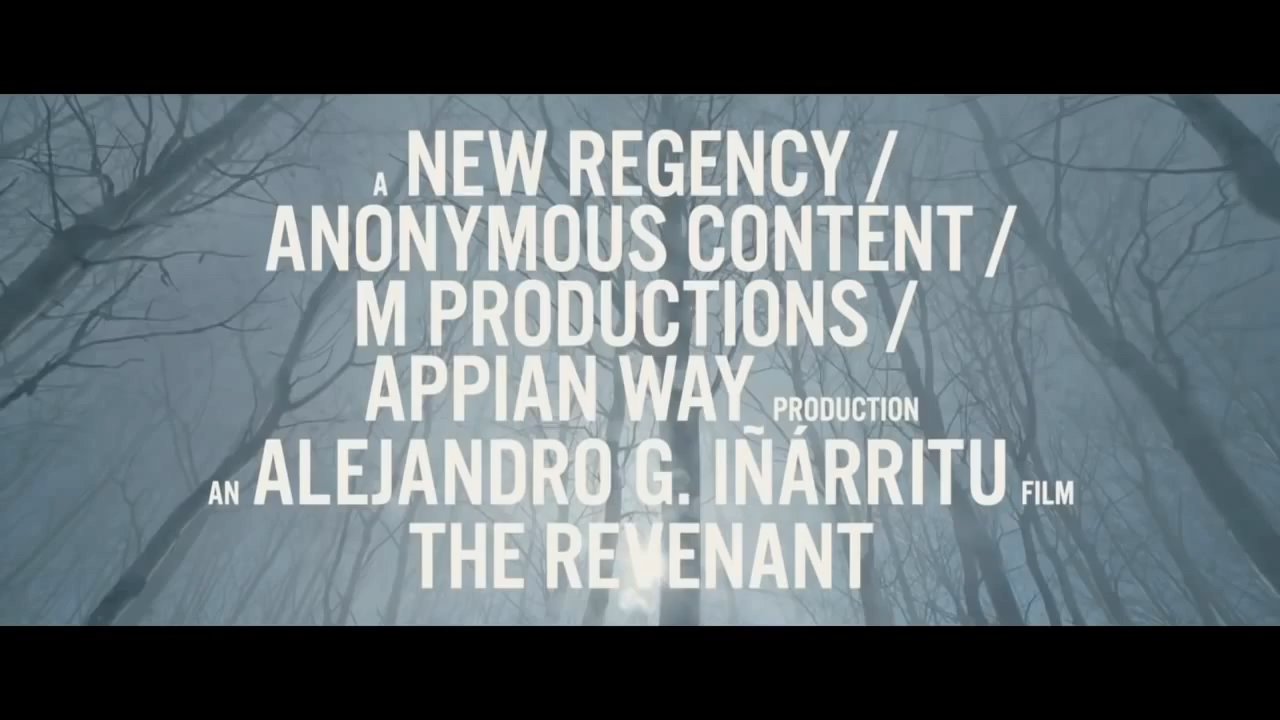 A NEW REGENCY /
ANONYMOUS CONTENT /
M PRODUCTIONS /
APPIAN WAY PRODUCTION
AN ALEJANDRO G. IÑÁRRITU FILM
THE REVENANT